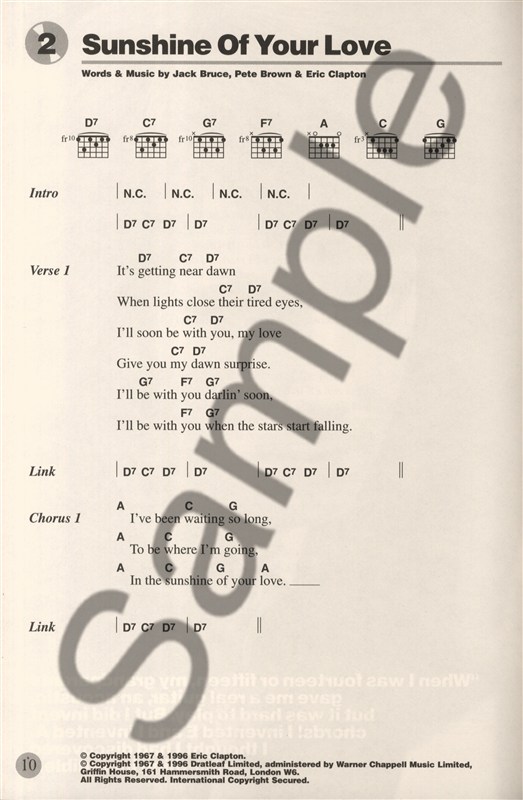 2 Sunshine Of Your Love
Words & Music by Jack Bruce, Pete Brown & Eric Clapton
D7 C7 G7 F7 A C G
fr10 fr8 fr10 fr8 fr3
Intro | N.C. | N.C. | N.C. | N.C. |
| D7 C7 D7 | D7 | D7 C7 D7 | D7 ||
D7 C7 D7
Verse 1 It's getting near dawn
C7 D7
When lights close their tired eyes,
C7 D7
I'll soon be with you, my love
C7 D7
Give you my dawn surprise.
G7 F7 G7
I'll be with you darlin' soon,
F7 G7
I'll be with you when the stars start falling.
Link | D7 C7 D7 | D7 | D7 C7 D7 | D7 ||
A C G
Chorus 1 I've been waiting so long,
A C G
To be where I'm going,
A C G A
In the sunshine of your love. ____
Link | D7 C7 D7 | D7 ||
Sample
© Copyright 1967 & 1996 Eric Clapton.
© Copyright 1967 & 1996 Dratleaf Limited, administered by Warner Chappell Music Limited,
Griffin House, 161 Hammersmith Road, London W6.
All Rights Reserved. International Copyright Secured.
10